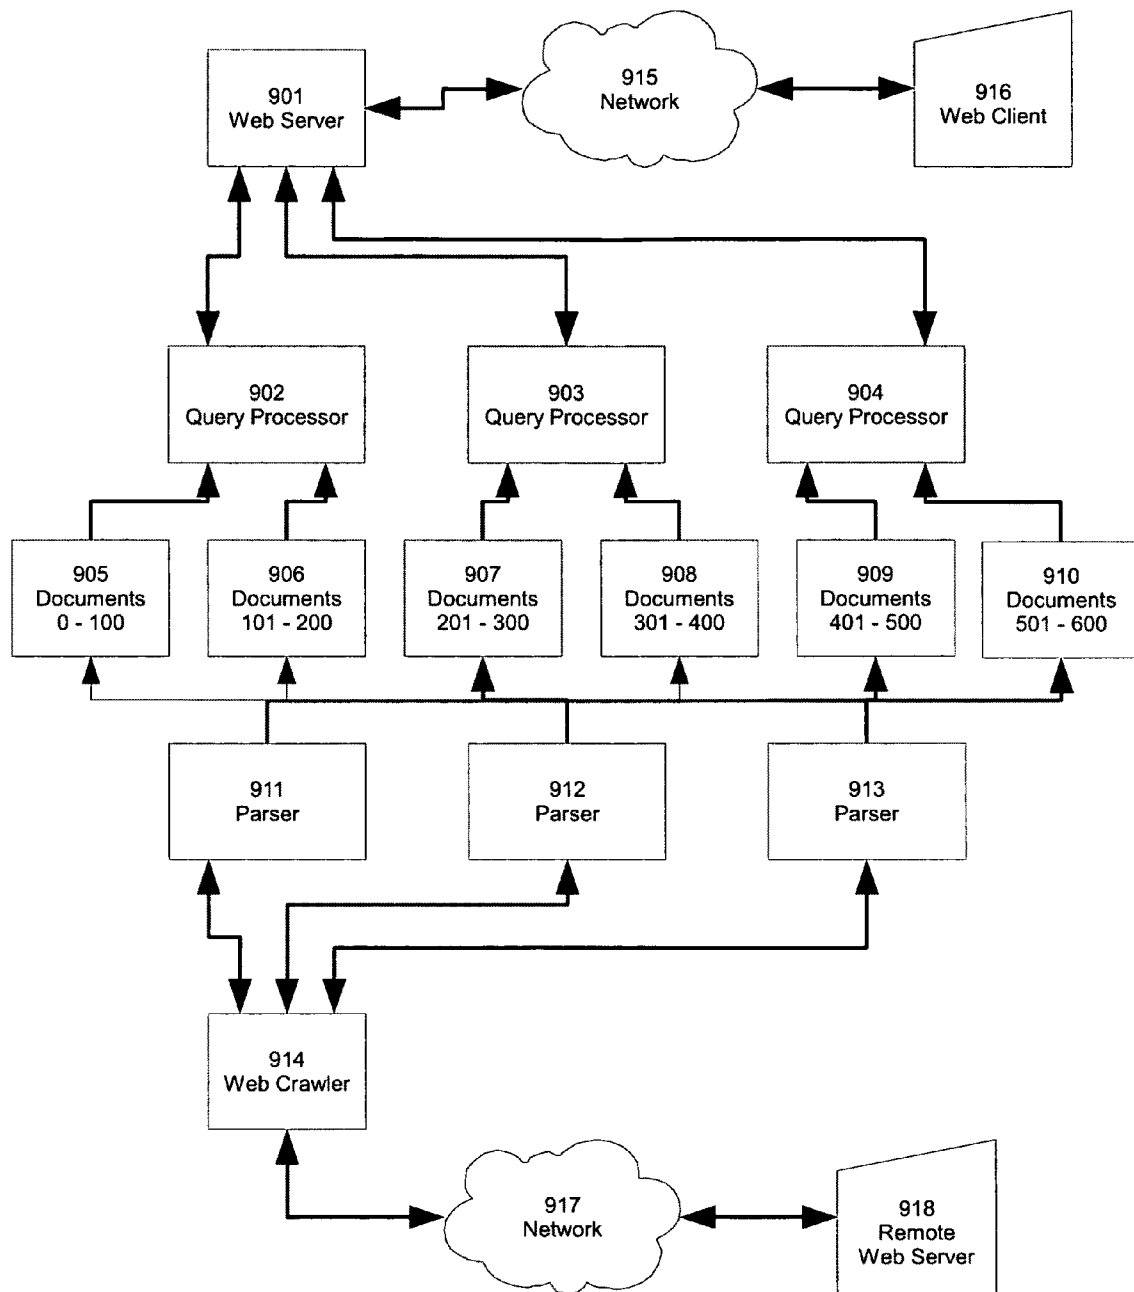 901
Web Server
915
Network
916
Web Client
902
Query Processor
903
Query Processor
904
Query Processor
905
Documents
0 - 100
906
Documents
101 - 200
907
Documents
201 - 300
908
Documents
301 - 400
909
Documents
401 - 500
910
Documents
501 - 600
911
Parser
912
Parser
913
Parser
914
Web Crawler
917
Network
918
Remote
Web Server